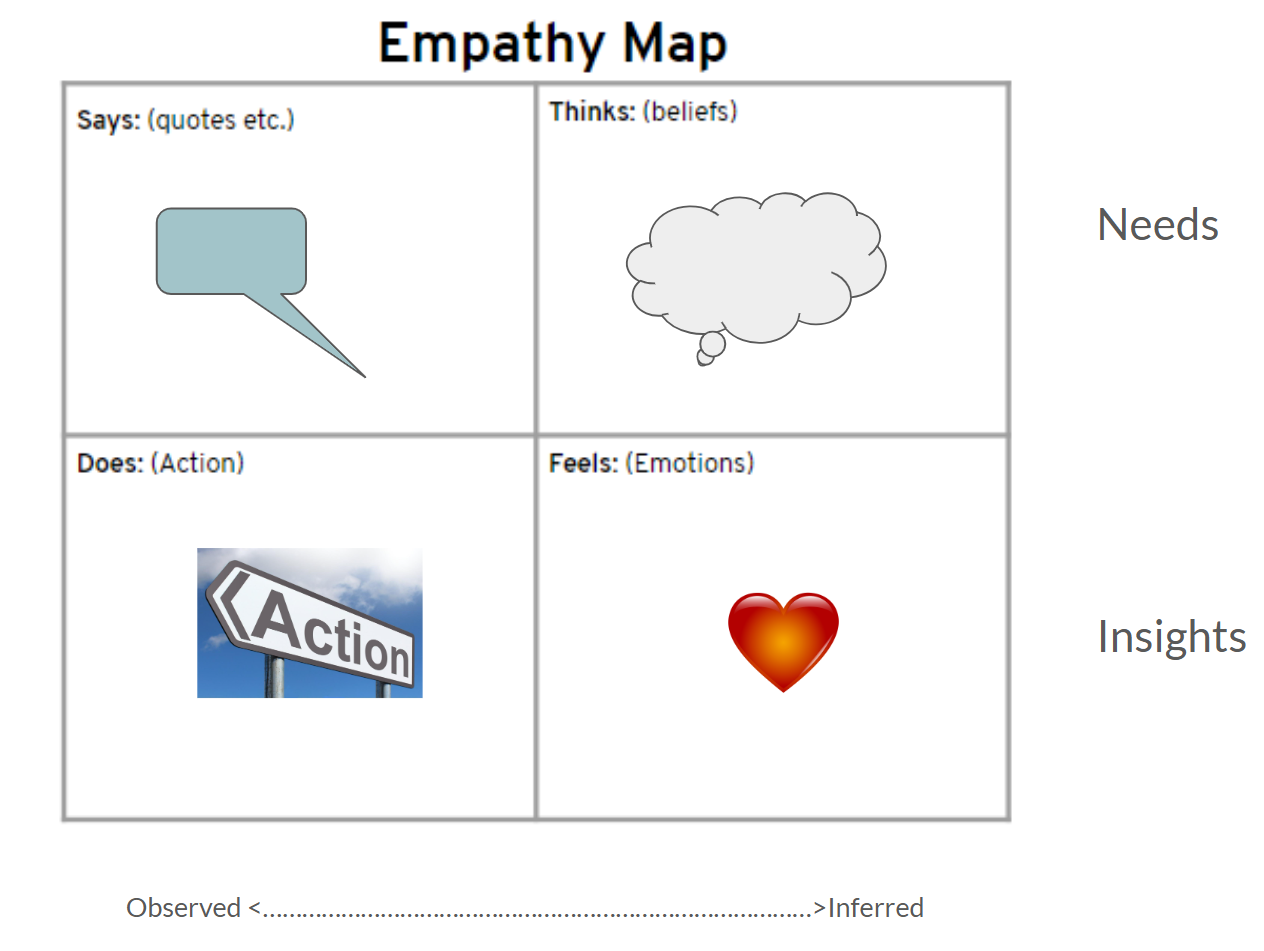 Empathy Map
Says: (quotes etc.)
Thinks: (beliefs)
Needs
Does: (Action)
Feels: (Emotions)
Action
Insights
Observed <....................................................................................>Inferred